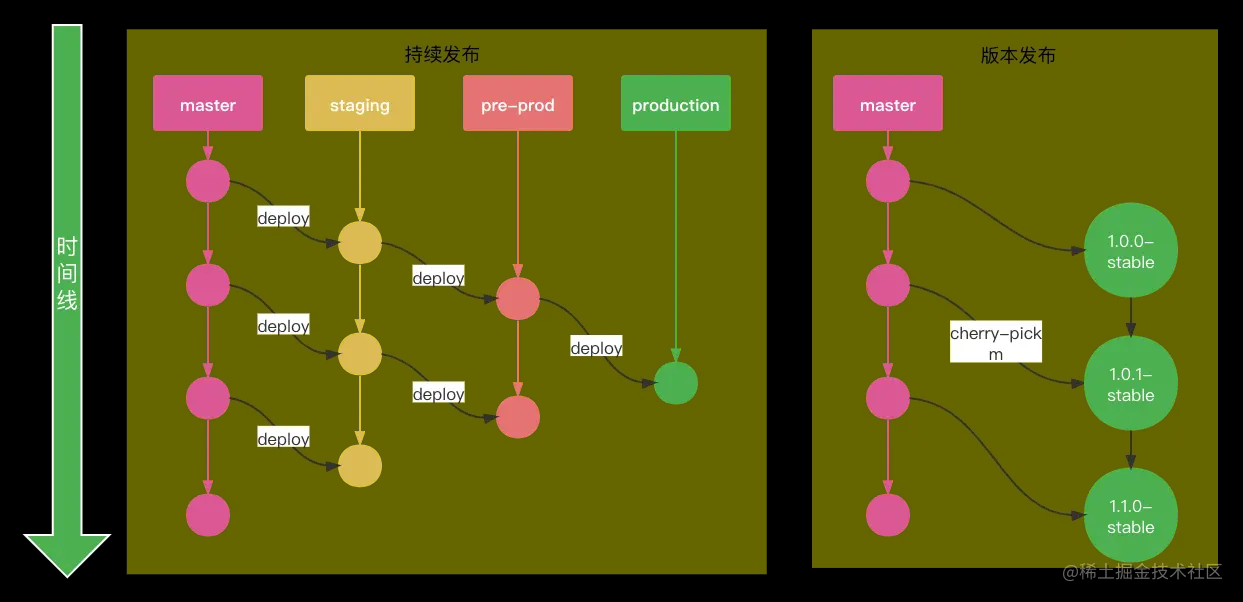 时
间
线
持续发布
master
staging
pre-prod
production
deploy
deploy
deploy
deploy
deploy
deploy
版本发布
master
1.0.0-
stable
cherry-pick
m
1.0.1-
stable
1.1.0-
stable
@稀土掘金技术社区